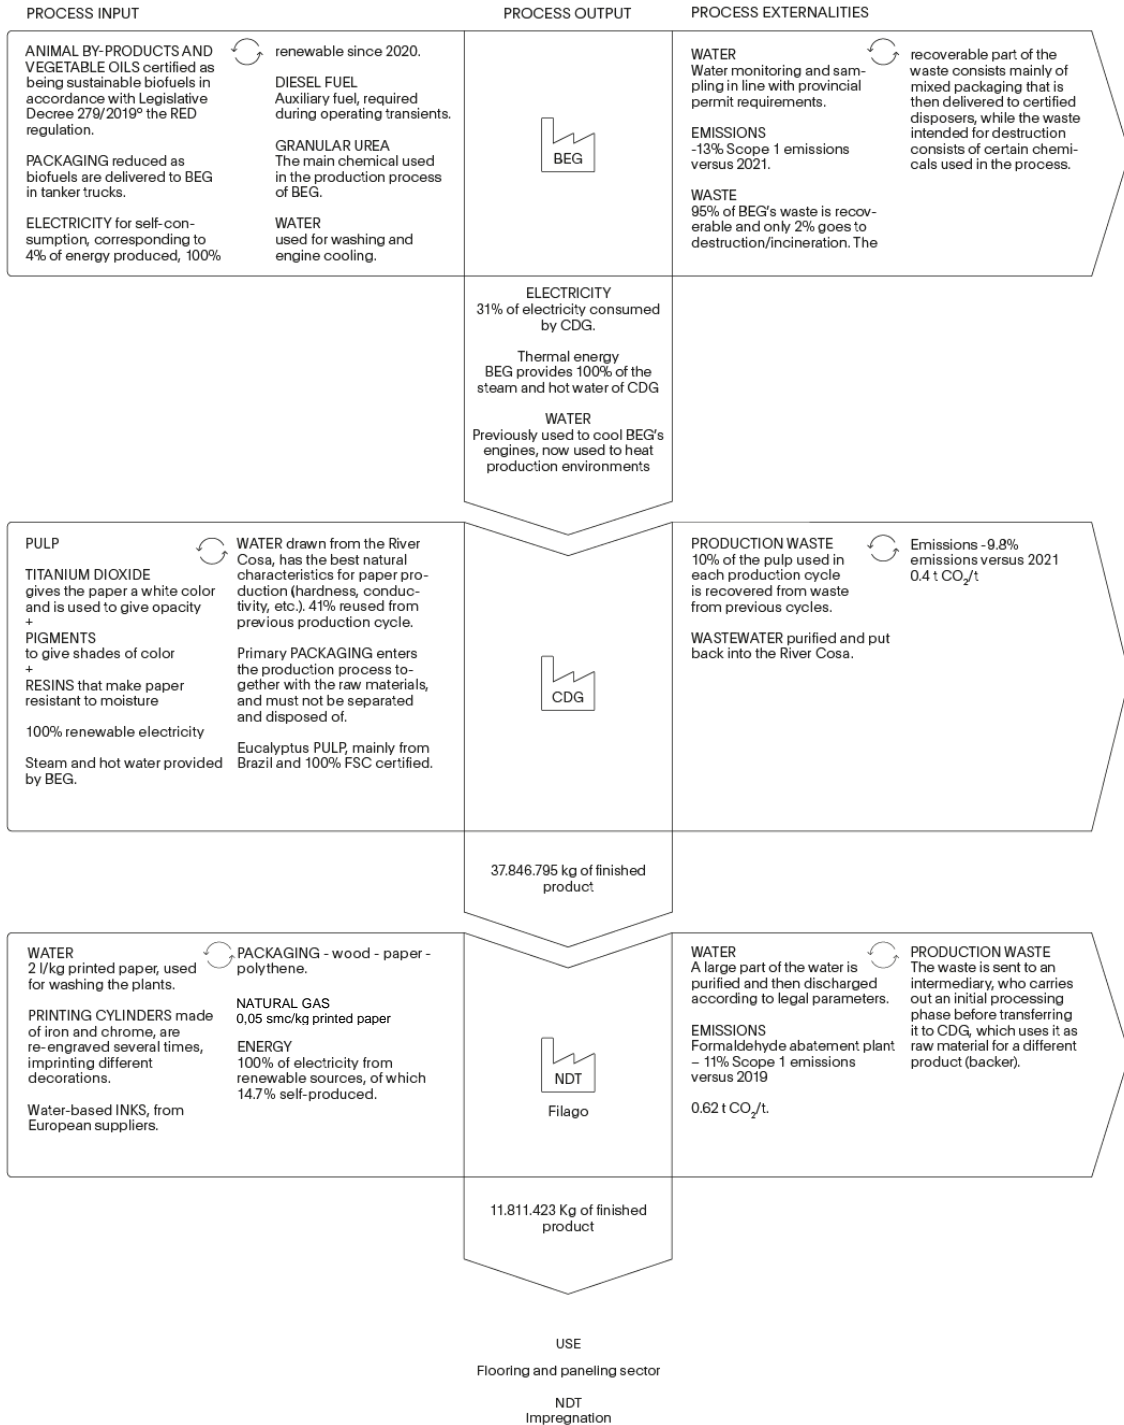 PROCESS INPUT
PROCESS OUTPUT
PROCESS EXTERNALITIES
ANIMAL BY-PRODUCTS AND
VEGETABLE OILS certified as
being sustainable biofuels in
accordance with Legislative
Decree 279/2019° the RED
regulation.
PACKAGING reduced as
biofuels are delivered to BEG
in tanker trucks.
ELECTRICITY for self-con-
sumption, corresponding to
4% of energy produced, 100%
renewable since 2020.
DIESEL FUEL
Auxiliary fuel, required
during operating transients.
GRANULAR UREA
The main chemical used
in the production process
of BEG.
WATER
used for washing and
engine cooling.
BEG
WATER
Water monitoring and sam-
pling in line with provincial
permit requirements.
EMISSIONS
-13% Scope 1 emissions
versus 2021.
WASTE
95% of BEG's waste is recov-
erable and only 2% goes to
destruction/incineration. The
recoverable part of the
waste consists mainly of
mixed packaging that is
then delivered to certified
disposers, while the waste
intended for destruction
consists of certain chemi-
cals used in the process.
ELECTRICITY
31% of electricity consumed
by CDG.
Thermal energy
BEG provides 100% of the
steam and hot water of CDG
WATER
Previously used to cool BEG's
engines, now used to heat
production environments
PULP
TITANIUM DIOXIDE
gives the paper a white color
and is used to give opacity
+
PIGMENTS
to give shades of color
+
RESINS that make paper
resistant to moisture
100% renewable electricity
Steam and hot water provided
by BEG.
WATER drawn from the River
Cosa, has the best natural
characteristics for paper pro-
duction (hardness, conduc-
tivity, etc.). 41% reused from
previous production cycle.
Primary PACKAGING enters
the production process to-
gether with the raw materials,
and must not be separated
and disposed of.
Eucalyptus PULP, mainly from
Brazil and 100% FSC certified.
CDG
PRODUCTION WASTE
10% of the pulp used in
each production cycle
is recovered from waste
from previous cycles.
WASTEWATER purified and put
back into the River Cosa.
Emissions -9.8%
emissions versus 2021
0.4 t CO₂/t
37.846.795 kg of finished
product
WATER
2 l/kg printed paper, used
for washing the plants.
PRINTING CYLINDERS made
of iron and chrome, are
re-engraved several times,
imprinting different
decorations.
Water-based INKS, from
European suppliers.
PACKAGING - wood - paper -
polythene.
NATURAL GAS
0,05 smc/kg printed paper
ENERGY
100% of electricity from
renewable sources, of which
14.7% self-produced.
NDT
Filago
WATER
A large part of the water is
purified and then discharged
according to legal parameters.
EMISSIONS
Formaldehyde abatement plant
– 11% Scope 1 emissions
versus 2019
0.62 t CO₂/t.
PRODUCTION WASTE
The waste is sent to an
intermediary, who carries
out an initial processing
phase before transferring
it to CDG, which uses it as
raw material for a different
product (backer).
11.811.423 Kg of finished
product
USE
Flooring and paneling sector
NDT
Impregnation